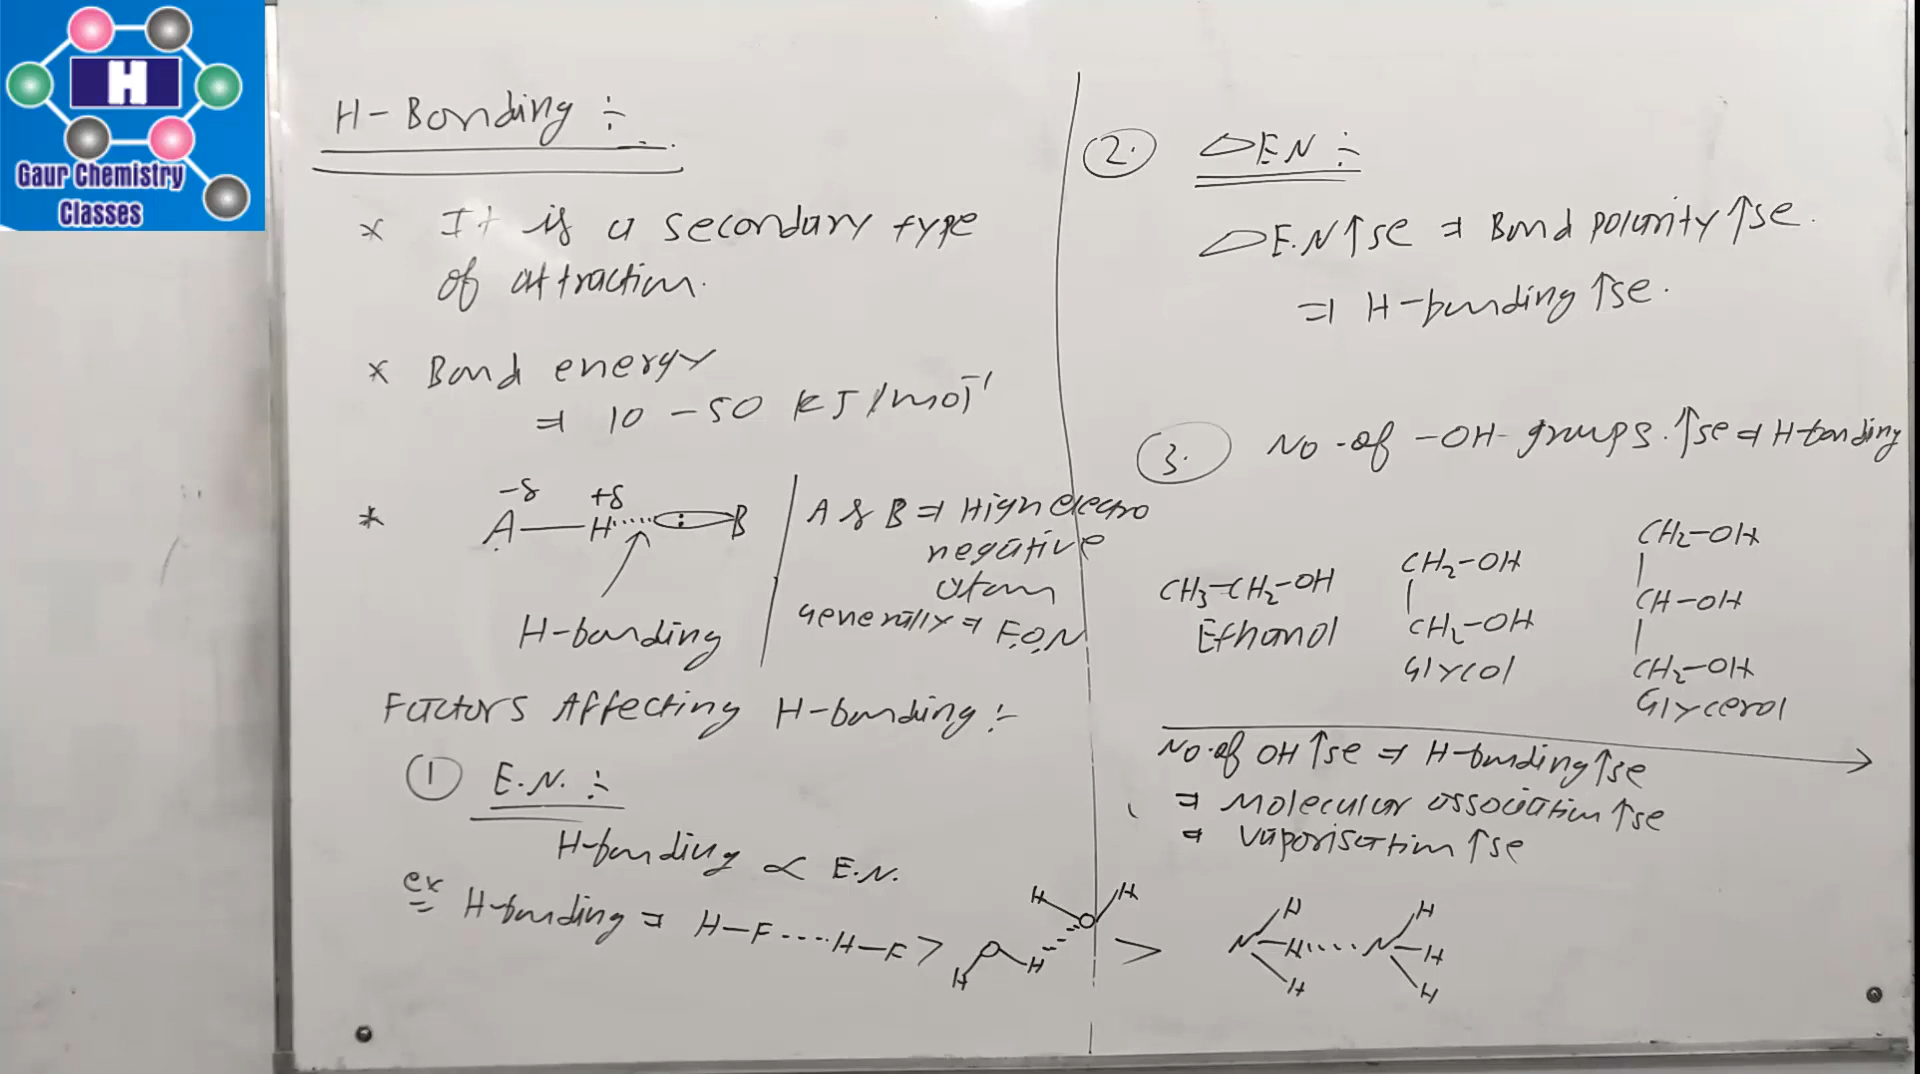 H
Gaur Chemistry
Classes
H-Bonding ÷
* It is a secondary type
of attraction.
* Bond energy
⇒ 10 – 50 KJ/mol⁻¹
* -δ +δ
A—H·····:B
H-bonding
A & B ⇒ High electro
negative
atom
Generally ⇒ F,O,N
Factors Affecting H-bonding :-
① E.N. ÷
H-bonding ∝ E.N.
ex H-bonding ⇒ H–F----H–F > H O H O H H > N H H H ···· N H H H
②. △EN ÷
△E.N↑se ⇒ Bond polarity ↑se.
⇒ H-bonding ↑se.
③. No-of –OH- groups.↑se ⇒ H-bonding
CH₃–CH₂–OH
Ethanol
CH₂–OH
|
CH₂–OH
Glycol
CH₂–OH
|
CH–OH
|
CH₂–OH
Glycerol
No.of OH ↑se ⇒ H-bonding↑se
⇒ Molecular association ↑se
⇒ Vaporisation ↑se